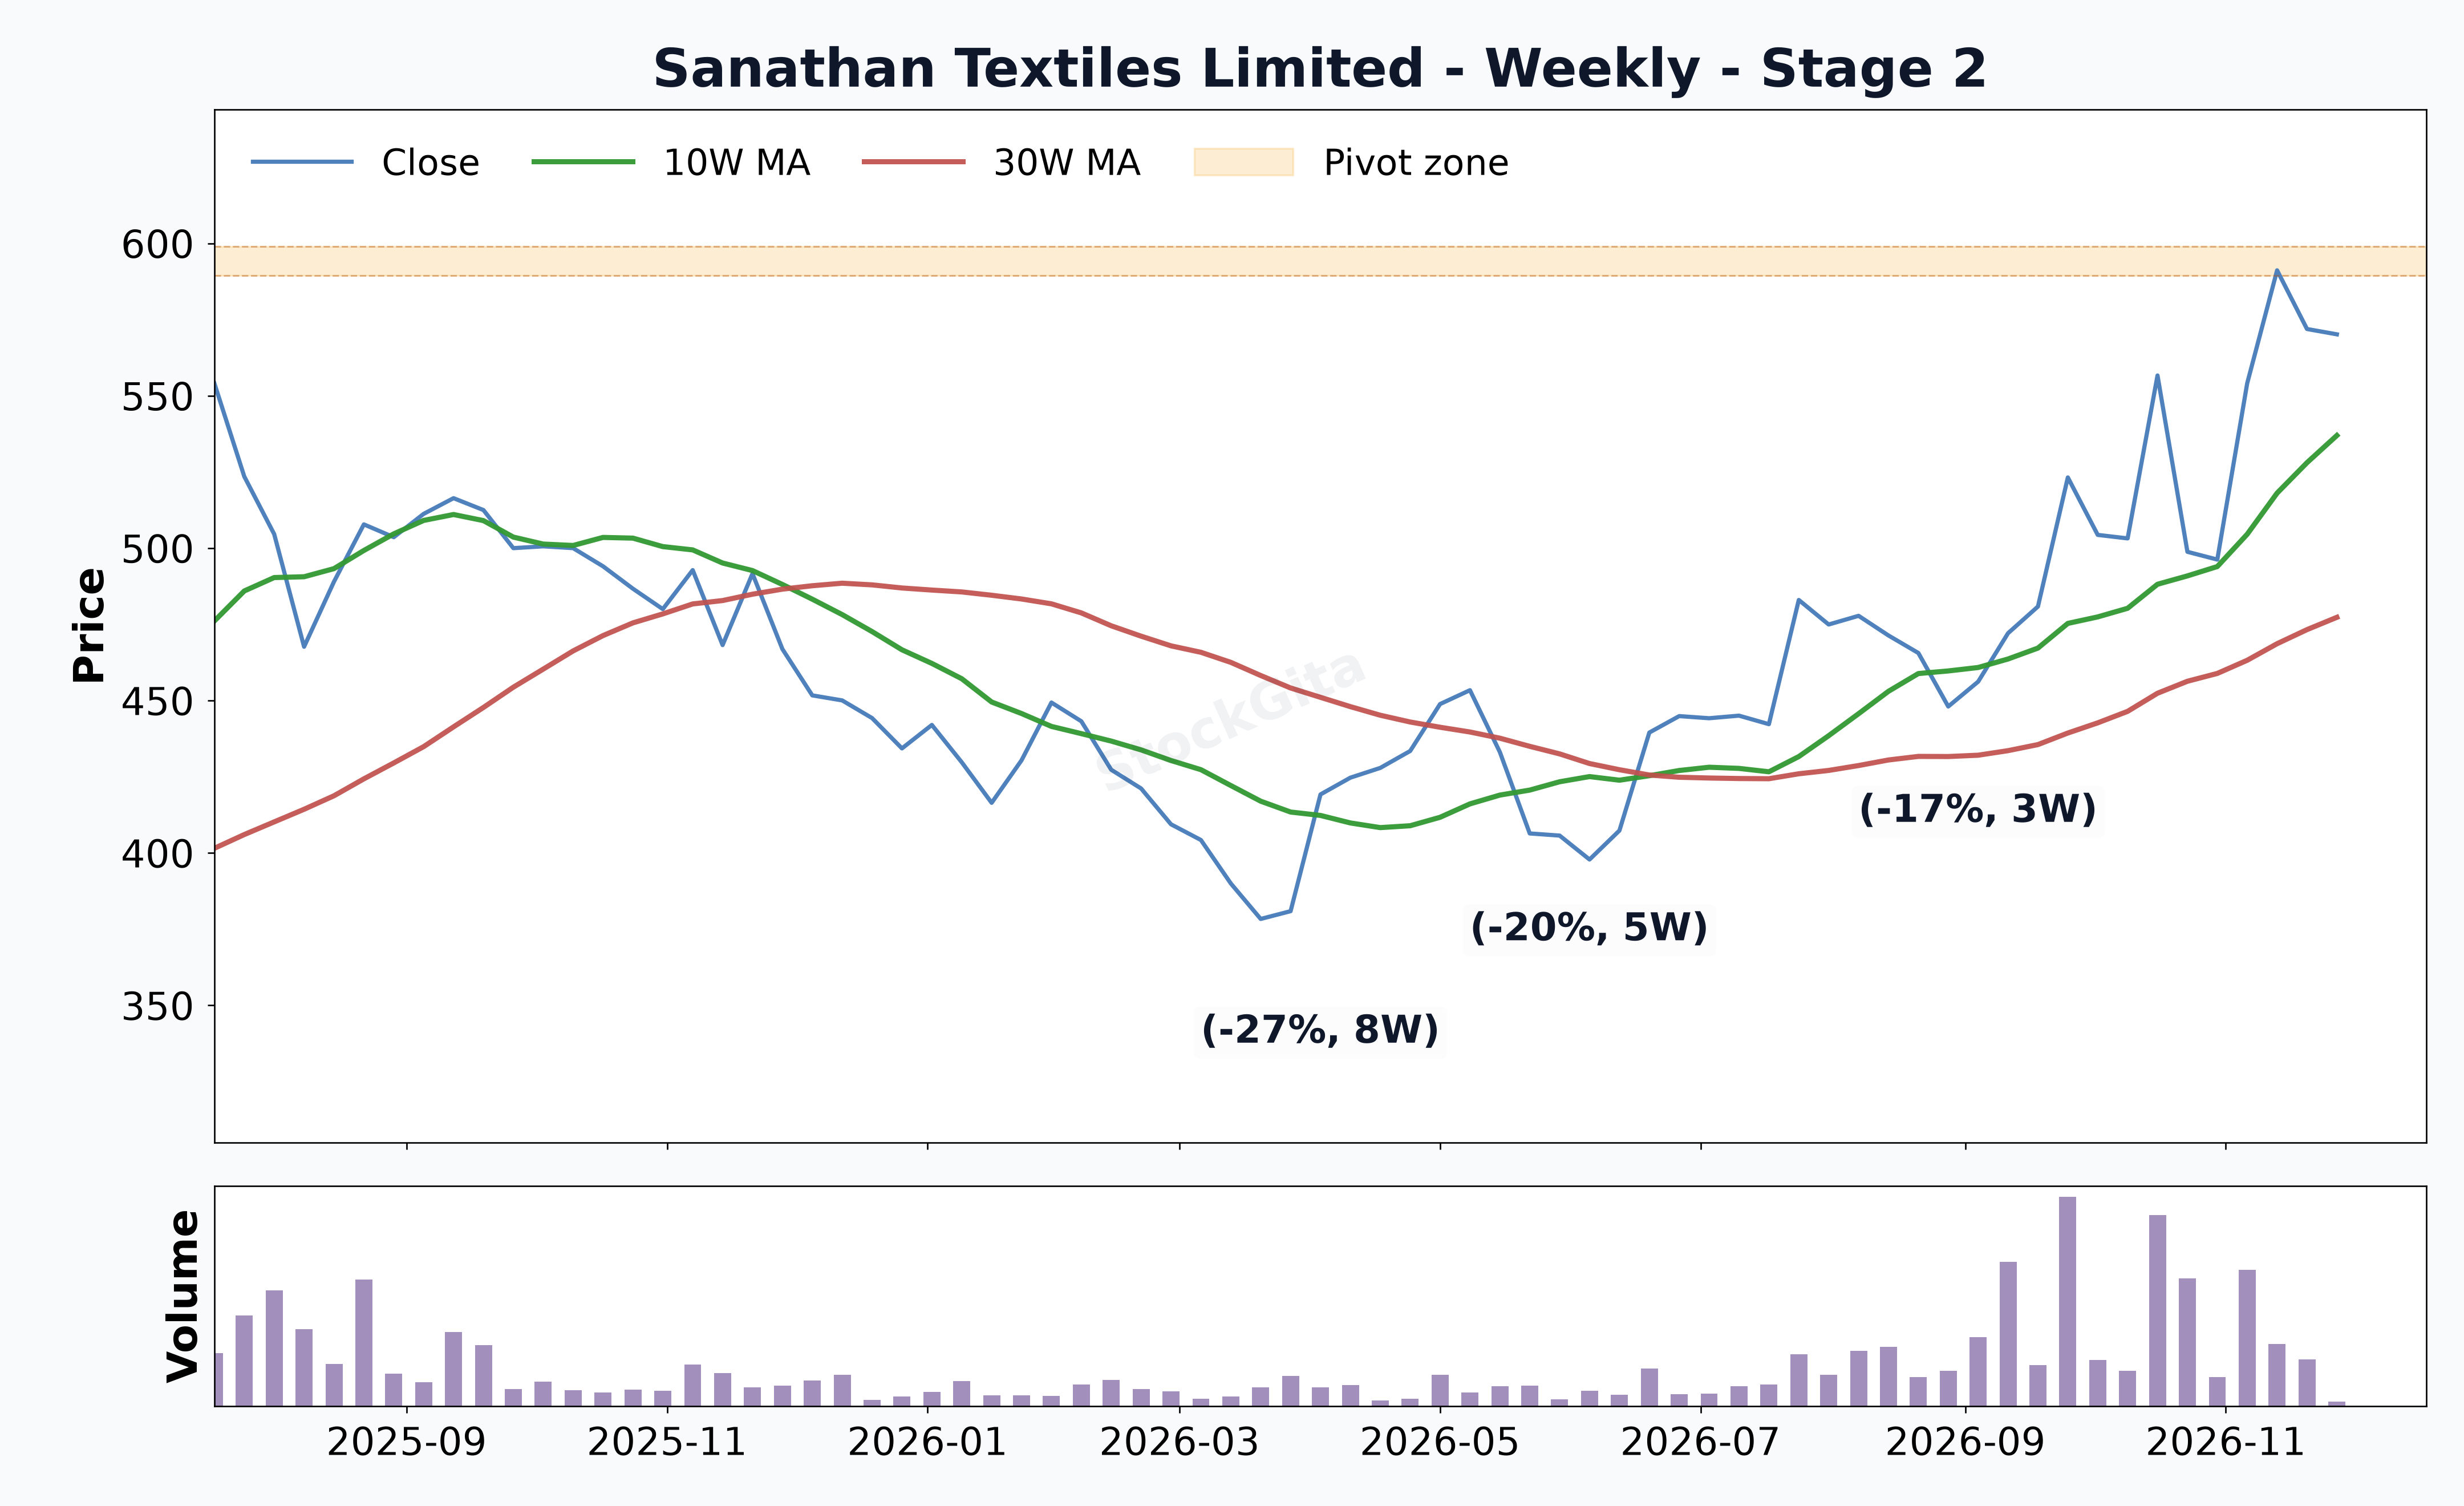 Sanathan Textiles Limited - Weekly - Stage 2
Close 10W MA 30W MA Pivot zone
600
550
500
450
400
350
Price
StockGita
(-17%, 3W)
(-20%, 5W)
(-27%, 8W)
Volume
2025-09 2025-11 2026-01 2026-03 2026-05 2026-07 2026-09 2026-11